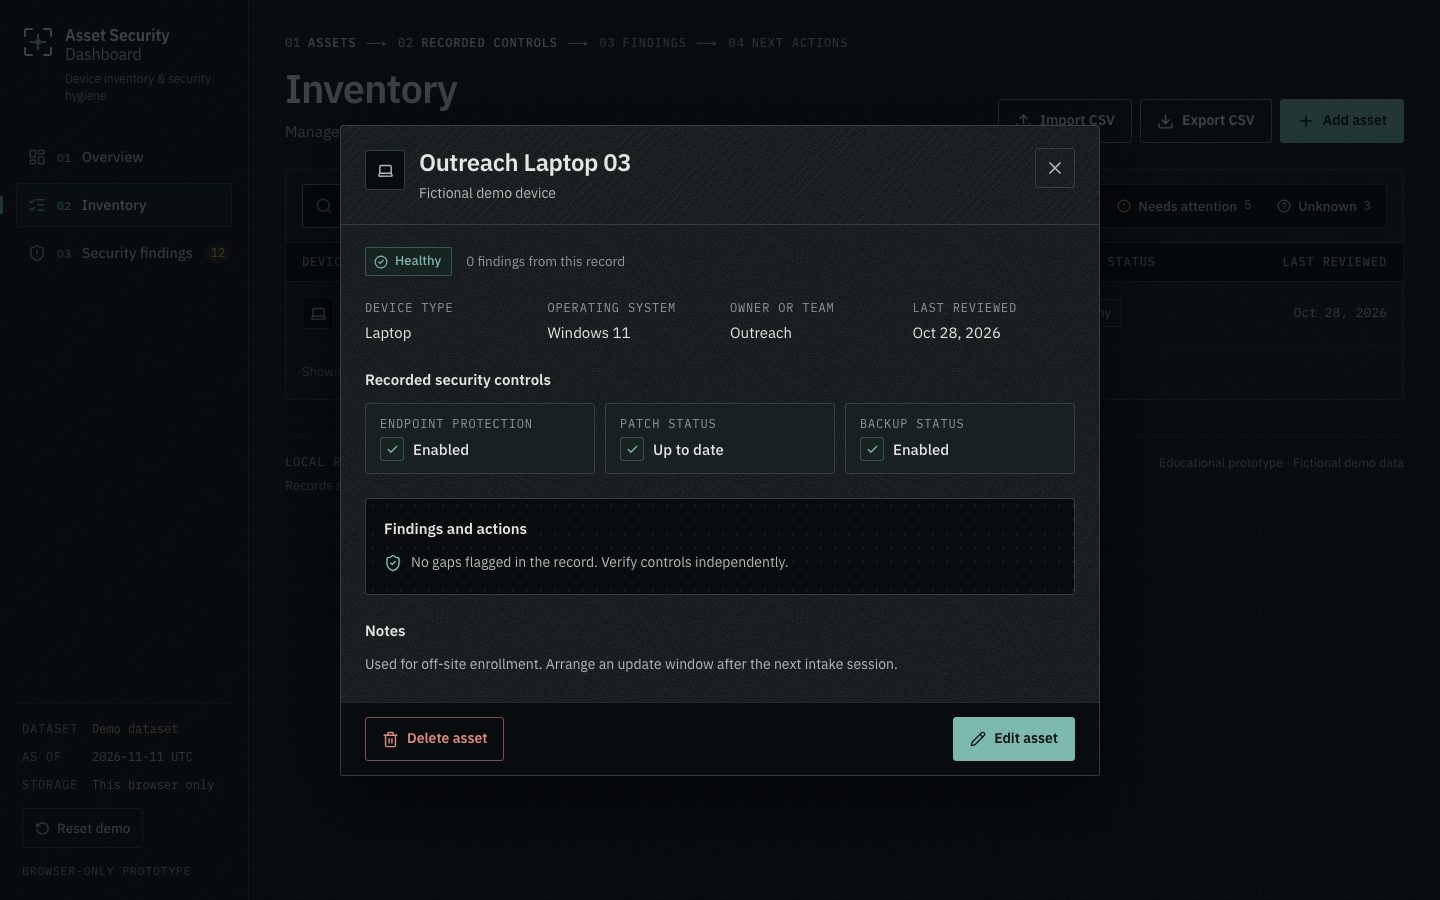 Asset Security
Dashboard
Device inventory & security
hygiene
01 Overview
02 Inventory
03 Security findings 12
DATASET Demo dataset
AS OF 2026-11-11 UTC
STORAGE This browser only
Reset demo
BROWSER-ONLY PROTOTYPE
01 ASSETS 02 RECORDED CONTROLS 03 FINDINGS 04 NEXT ACTIONS
Inventory
Manage
Import CSV
Export CSV
Add asset
Needs attention 5
Unknown 3
STATUS
LAST REVIEWED
Oct 28, 2026
LOCAL
Records
Educational prototype · Fictional demo data
Outreach Laptop 03
Fictional demo device
Healthy
0 findings from this record
DEVICE TYPE
Laptop
OPERATING SYSTEM
Windows 11
OWNER OR TEAM
Outreach
LAST REVIEWED
Oct 28, 2026
Recorded security controls
ENDPOINT PROTECTION
Enabled
PATCH STATUS
Up to date
BACKUP STATUS
Enabled
Findings and actions
No gaps flagged in the record. Verify controls independently.
Notes
Used for off-site enrollment. Arrange an update window after the next intake session.
Delete asset
Edit asset